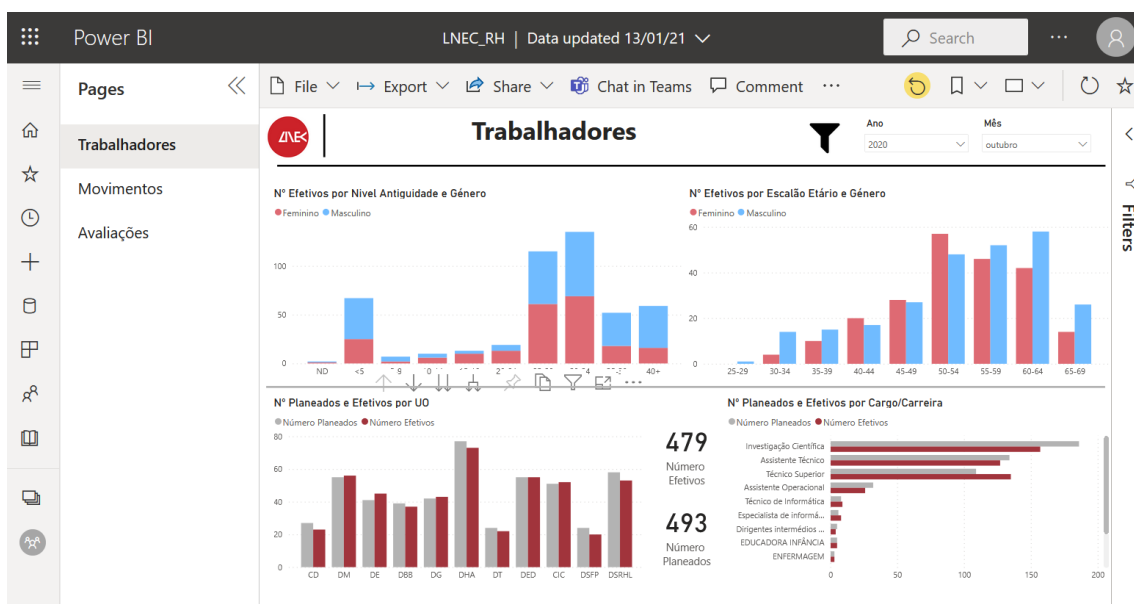 Power BI
LNEC_RH | Data updated 13/01/21
Search
Pages
File
Export
Share
Chat in Teams
Comment
Trabalhadores
Movimentos
Avaliações
LNEC
Trabalhadores
Ano
2020
Mês
outubro
Filters
Nº Efetivos por Nivel Antiguidade e Género
Feminino Masculino
100
50
0
ND <5 40+
Nº Efetivos por Escalão Etário e Género
Feminino Masculino
60
40
20
0
25-29 30-34 35-39 40-44 45-49 50-54 55-59 60-64 65-69
Nº Planeados e Efetivos por UO
Número Planeados Número Efetivos
80
60
40
20
0
CD DM DE DBB DG DHA DT DED CIC DSFP DSRHL
479
Número
Efetivos
493
Número
Planeados
Nº Planeados e Efetivos por Cargo/Carreira
Número Planeados Número Efetivos
Investigação Científica
Assistente Técnico
Técnico Superior
Assistente Operacional
Técnico de Informática
Especialista de informá...
Dirigentes intermédios ...
EDUCADORA INFÂNCIA
ENFERMAGEM
0 50 100 150 200